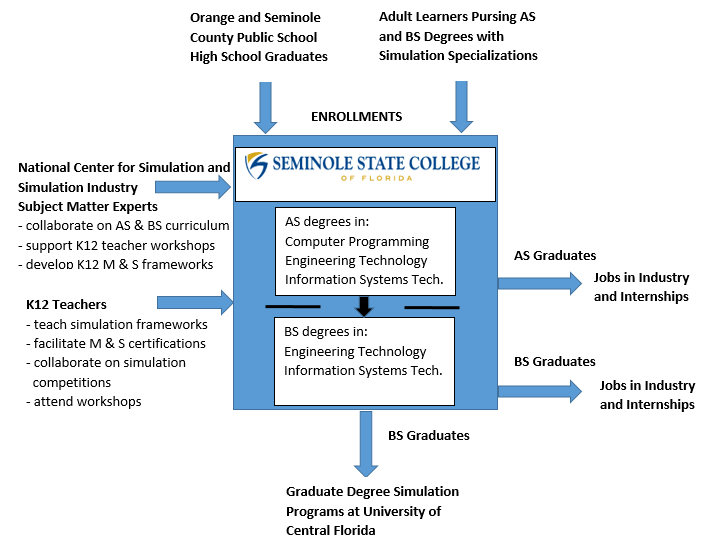 Orange and Seminole
County Public School
High School Graduates
Adult Learners Pursing AS
and BS Degrees with
Simulation Specializations
ENROLLMENTS
SEMINOLE STATE COLLEGE
OF FLORIDA
National Center for Simulation and
Simulation Industry
Subject Matter Experts
- collaborate on AS & BS curriculum
- support K12 teacher workshops
- develop K12 M & S frameworks
K12 Teachers
- teach simulation frameworks
- facilitate M & S certifications
- collaborate on simulation
competitions
- attend workshops
AS degrees in:
Computer Programming
Engineering Technology
Information Systems Tech.
BS degrees in:
Engineering Technology
Information Systems Tech.
AS Graduates
Jobs in Industry
and Internships
BS Graduates
Jobs in Industry
and Internships
BS Graduates
Graduate Degree Simulation
Programs at University of
Central Florida